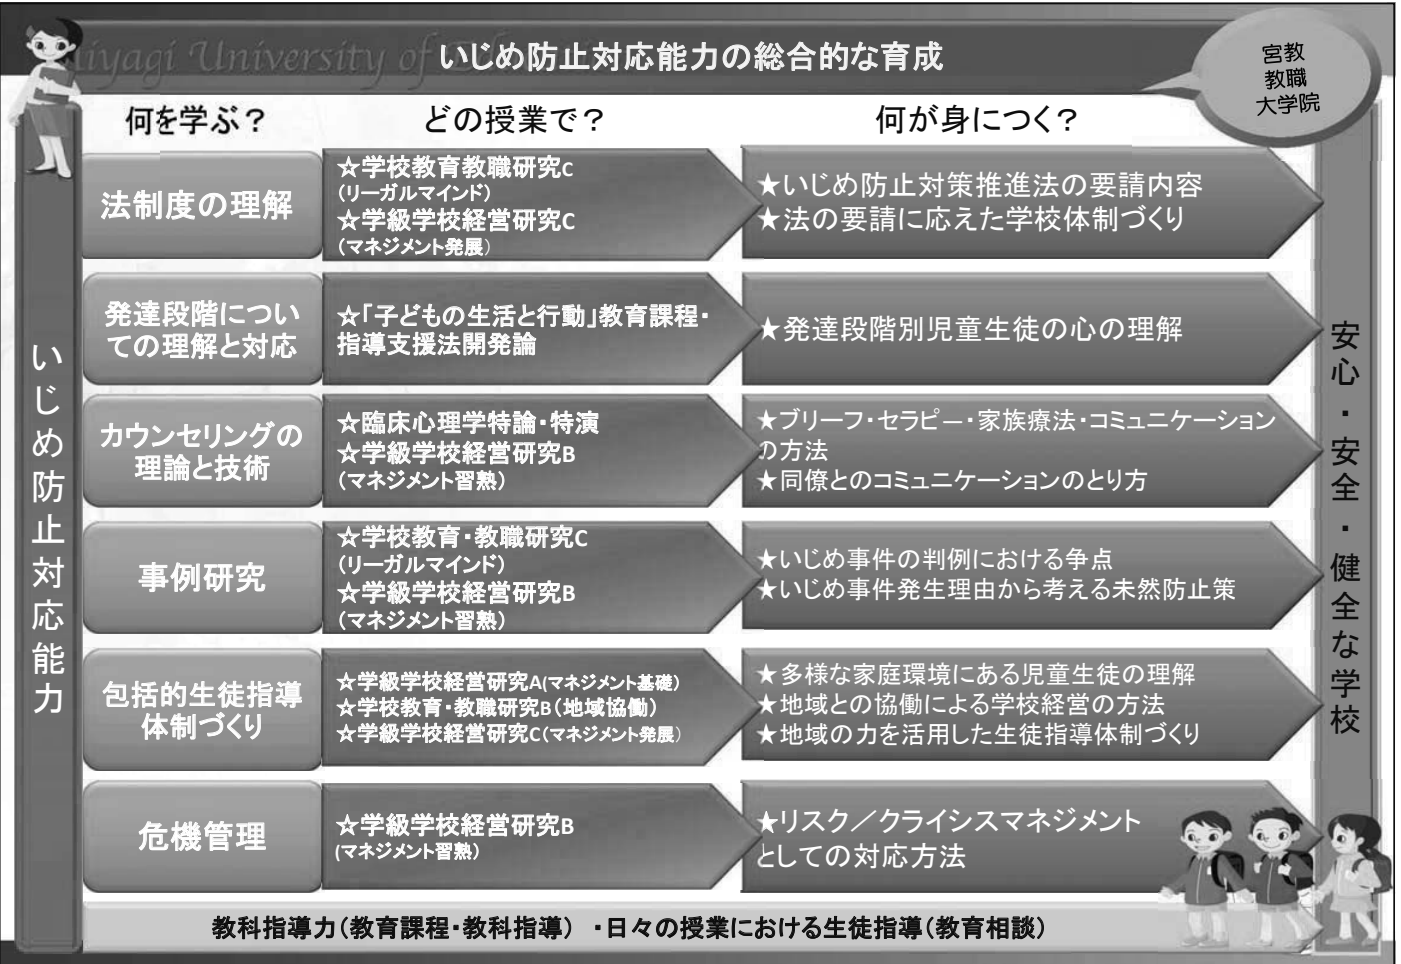 iyagi University of
いじめ防止対応能力の総合的な育成
宮教
教職
大学院
何を学ぶ？
どの授業で？
何が身につく？
いじめ防止対応能力
法制度の理解
☆学校教育教職研究C
(リーガルマインド)
☆学級学校経営研究C
(マネジメント発展)
★いじめ防止対策推進法の要請内容
★法の要請に応えた学校体制づくり
発達段階につい
ての理解と対応
☆「子どもの生活と行動」教育課程・
指導支援法開発論
★発達段階別児童生徒の心の理解
カウンセリングの
理論と技術
☆臨床心理学特論・特演
☆学級学校経営研究B
(マネジメント習熟)
★ブリーフ・セラピー・家族療法・コミュニケーション
の方法
★同僚とのコミュニケーションのとり方
事例研究
☆学校教育・教職研究C
(リーガルマインド)
☆学級学校経営研究B
(マネジメント習熟)
★いじめ事件の判例における争点
★いじめ事件発生理由から考える未然防止策
包括的生徒指導
体制づくり
☆学級学校経営研究A(マネジメント基礎)
☆学校教育・教職研究B(地域協働)
☆学級学校経営研究C(マネジメント発展)
★多様な家庭環境にある児童生徒の理解
★地域との協働による学校経営の方法
★地域の力を活用した生徒指導体制づくり
危機管理
☆学級学校経営研究B
(マネジメント習熟)
★リスク／クライシスマネジメント
としての対応方法
安心・安全・健全な学校
教科指導力(教育課程・教科指導) ・日々の授業における生徒指導(教育相談)